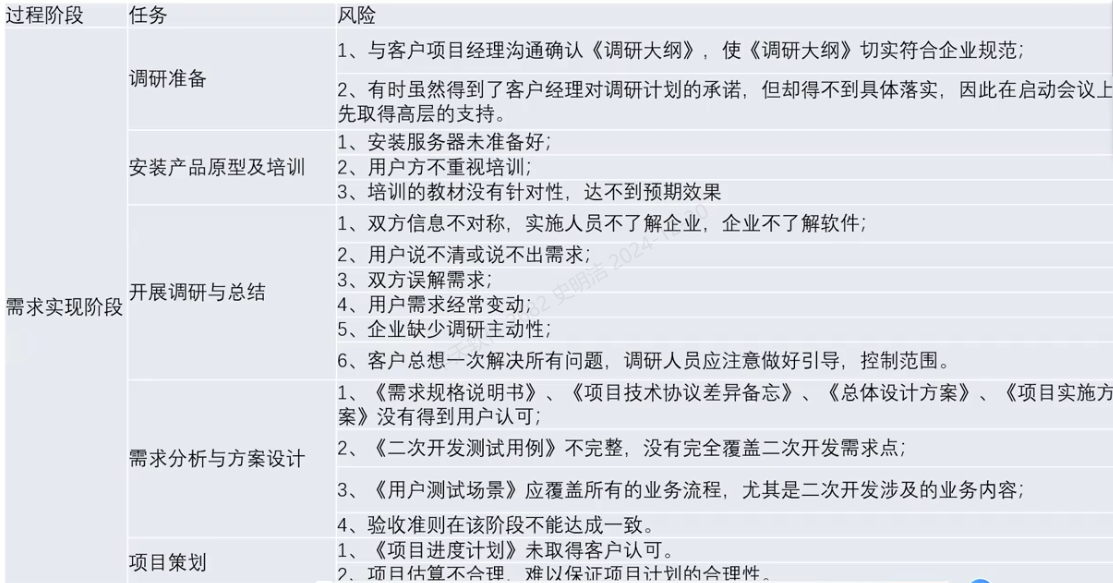 过程阶段 任务 风险
需求实现阶段
调研准备
1、与客户项目经理沟通确认《调研大纲》，使《调研大纲》切实符合企业规范；
2、有时虽然得到了客户经理对调研计划的承诺，但却得不到具体落实，因此在启动会议上
先取得高层的支持。
安装产品原型及培训
1、安装服务器未准备好；
2、用户方不重视培训；
3、培训的教材没有针对性，达不到预期效果
开展调研与总结
1、双方信息不对称，实施人员不了解企业，企业不了解软件；
2、用户说不清或说不出需求；
3、双方误解需求；
4、用户需求经常变动；
5、企业缺少调研主动性；
6、客户总想一次解决所有问题，调研人员应注意做好引导，控制范围。
需求分析与方案设计
1、《需求规格说明书》、《项目技术协议差异备忘》、《总体设计方案》、《项目实施方
案》没有得到用户认可；
2、《二次开发测试用例》不完整，没有完全覆盖二次开发需求点；
3、《用户测试场景》应覆盖所有的业务流程，尤其是二次开发涉及的业务内容；
4、验收准则在该阶段不能达成一致。
项目策划
1、《项目进度计划》未取得客户认可。
2、项目估算不合理，难以保证项目计划的合理性。
史明洁 2024-